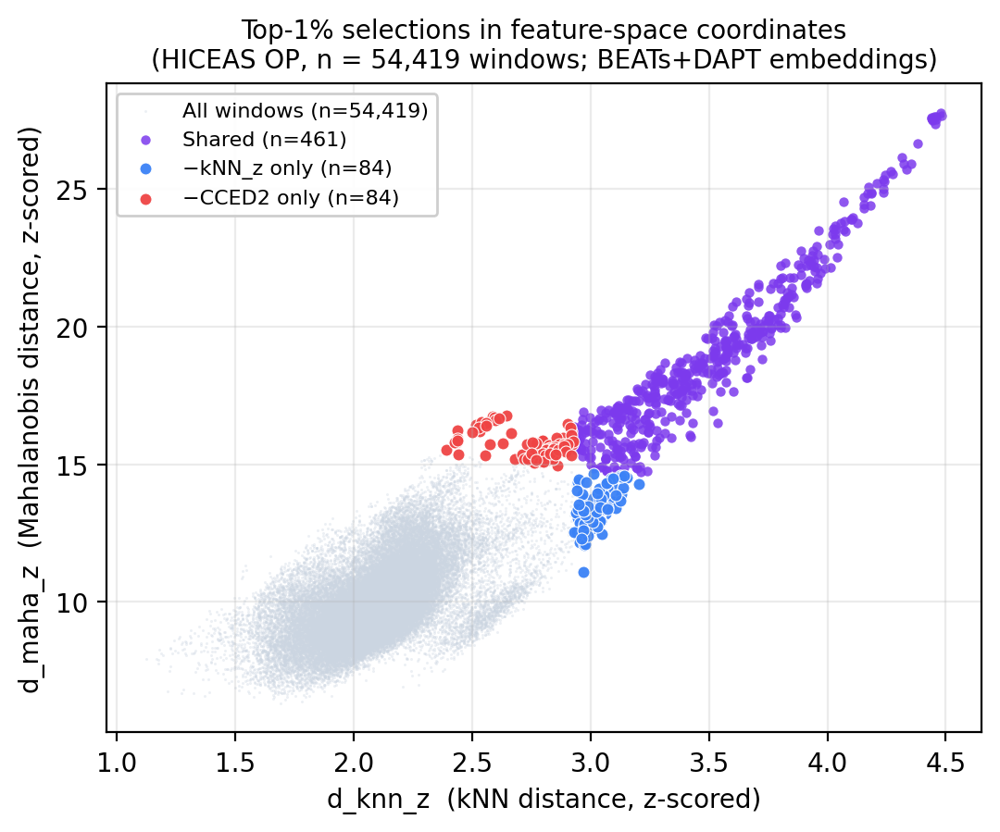 Top-1% selections in feature-space coordinates
(HICEAS OP, n = 54,419 windows; BEATs+DAPT embeddings)
All windows (n=54,419)
Shared (n=461)
−kNN_z only (n=84)
−CCED2 only (n=84)
d_maha_z  (Mahalanobis distance, z-scored)
25
20
15
10
1.0 1.5 2.0 2.5 3.0 3.5 4.0 4.5
d_knn_z  (kNN distance, z-scored)